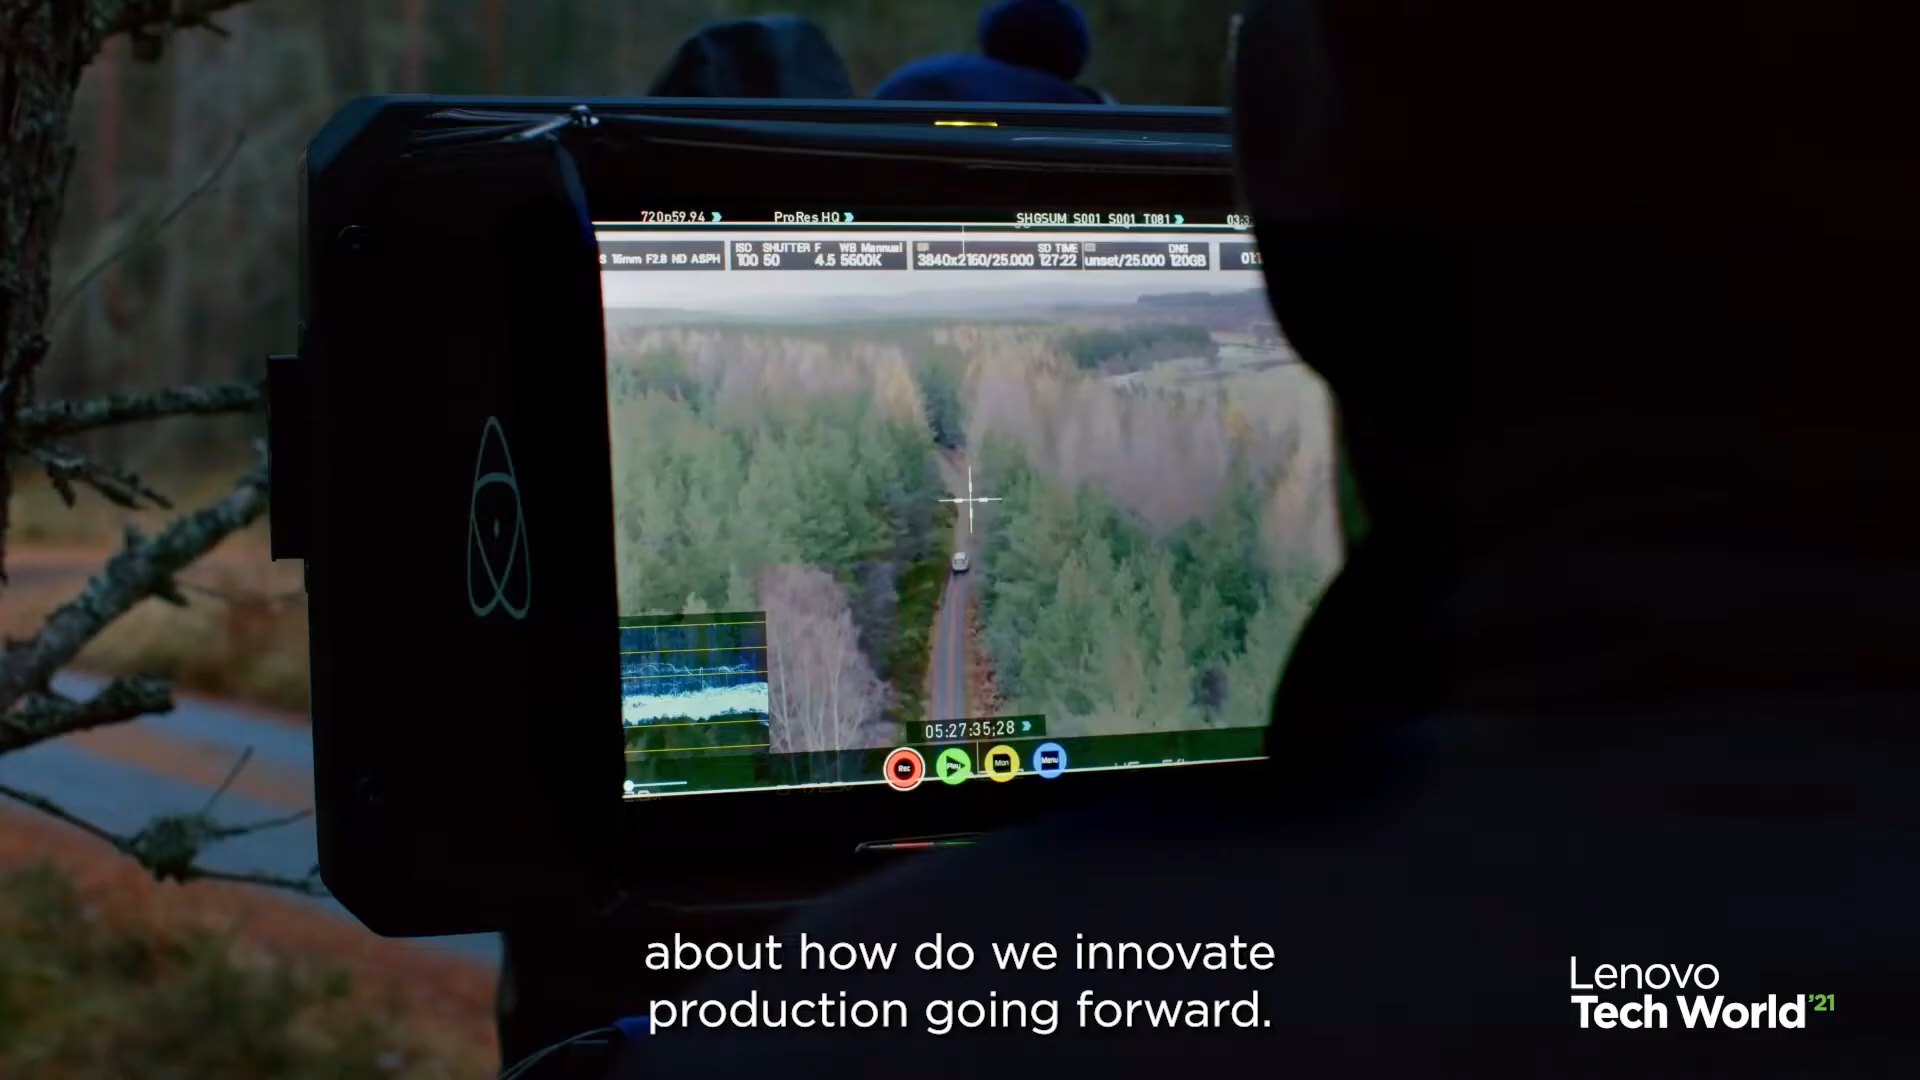 720p59.94
ProRes HQ
SHGSUM S001 S001 T081
15mm F2.8 ND ASPH
ISO SHUTTER F WB Mannual
100 50 4.5 5600K
SD TIME
3840x2160/25.000 127:22
DNG
unset/25.000 120GB
05:27:35;28
Rec
Play
Mon
Menu
about how do we innovate
production going forward.
Lenovo
Tech World'21